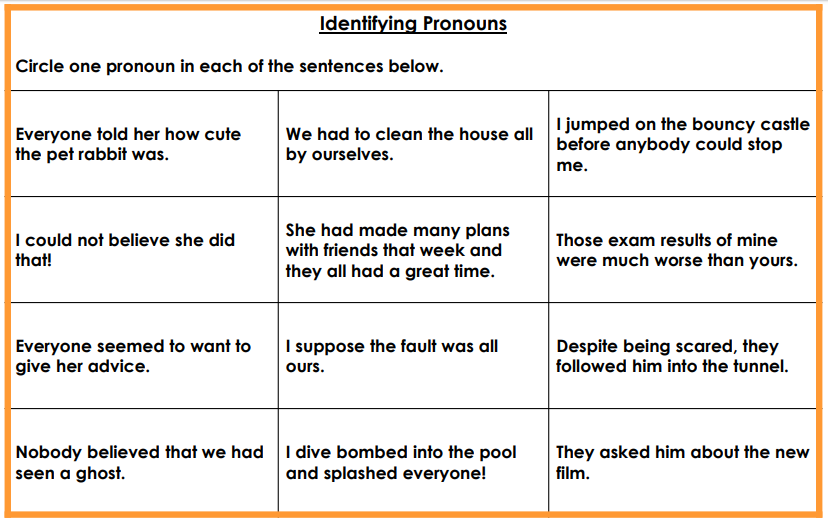 Identifying Pronouns
Circle one pronoun in each of the sentences below.
Everyone told her how cute
the pet rabbit was.
We had to clean the house all
by ourselves.
I jumped on the bouncy castle
before anybody could stop
me.
I could not believe she did
that!
She had made many plans
with friends that week and
they all had a great time.
Those exam results of mine
were much worse than yours.
Everyone seemed to want to
give her advice.
I suppose the fault was all
ours.
Despite being scared, they
followed him into the tunnel.
Nobody believed that we had
seen a ghost.
I dive bombed into the pool
and splashed everyone!
They asked him about the new
film.